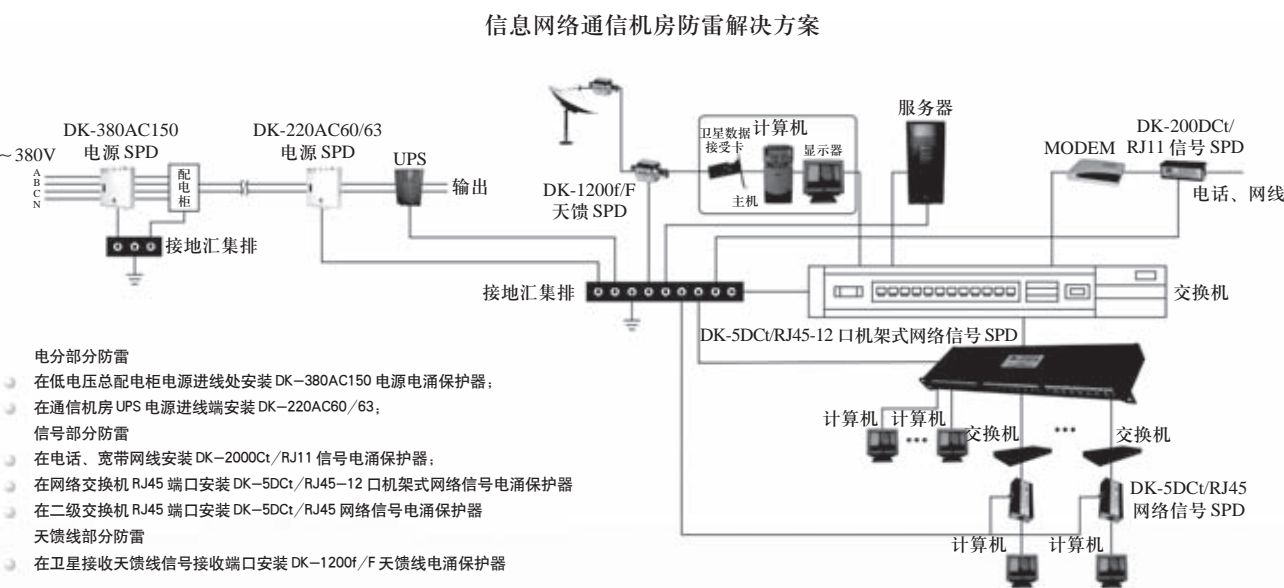 信息网络通信机房防雷解决方案
DK-380AC150
电源 SPD
DK-220AC60/63
电源 SPD
UPS
～380V
A
B
C
N
配电柜
输出
接地汇集排
DK-1200f/F
天馈 SPD
卫星数据
接受卡
计算机
显示器
主机
服务器
MODEM
DK-200DCt/
RJ11 信号 SPD
电话、网线
接地汇集排
交换机
DK-5DCt/RJ45-12 口机架式网络信号 SPD
计算机 计算机
交换机
交换机
DK-5DCt/RJ45
网络信号 SPD
计算机
计算机
电分部分防雷
在低电压总配电柜电源进线处安装 DK-380AC150 电源电涌保护器；
在通信机房 UPS 电源进线端安装 DK-220AC60/63；
信号部分防雷
在电话、宽带网线安装 DK-2000Ct/RJ11 信号电涌保护器；
在网络交换机 RJ45 端口安装 DK-5DCt/RJ45-12 口机架式网络信号电涌保护器
在二级交换机 RJ45 端口安装 DK-5DCt/RJ45 网络信号电涌保护器
天馈线部分防雷
在卫星接收天馈线信号接收端口安装 DK-1200f/F 天馈线电涌保护器